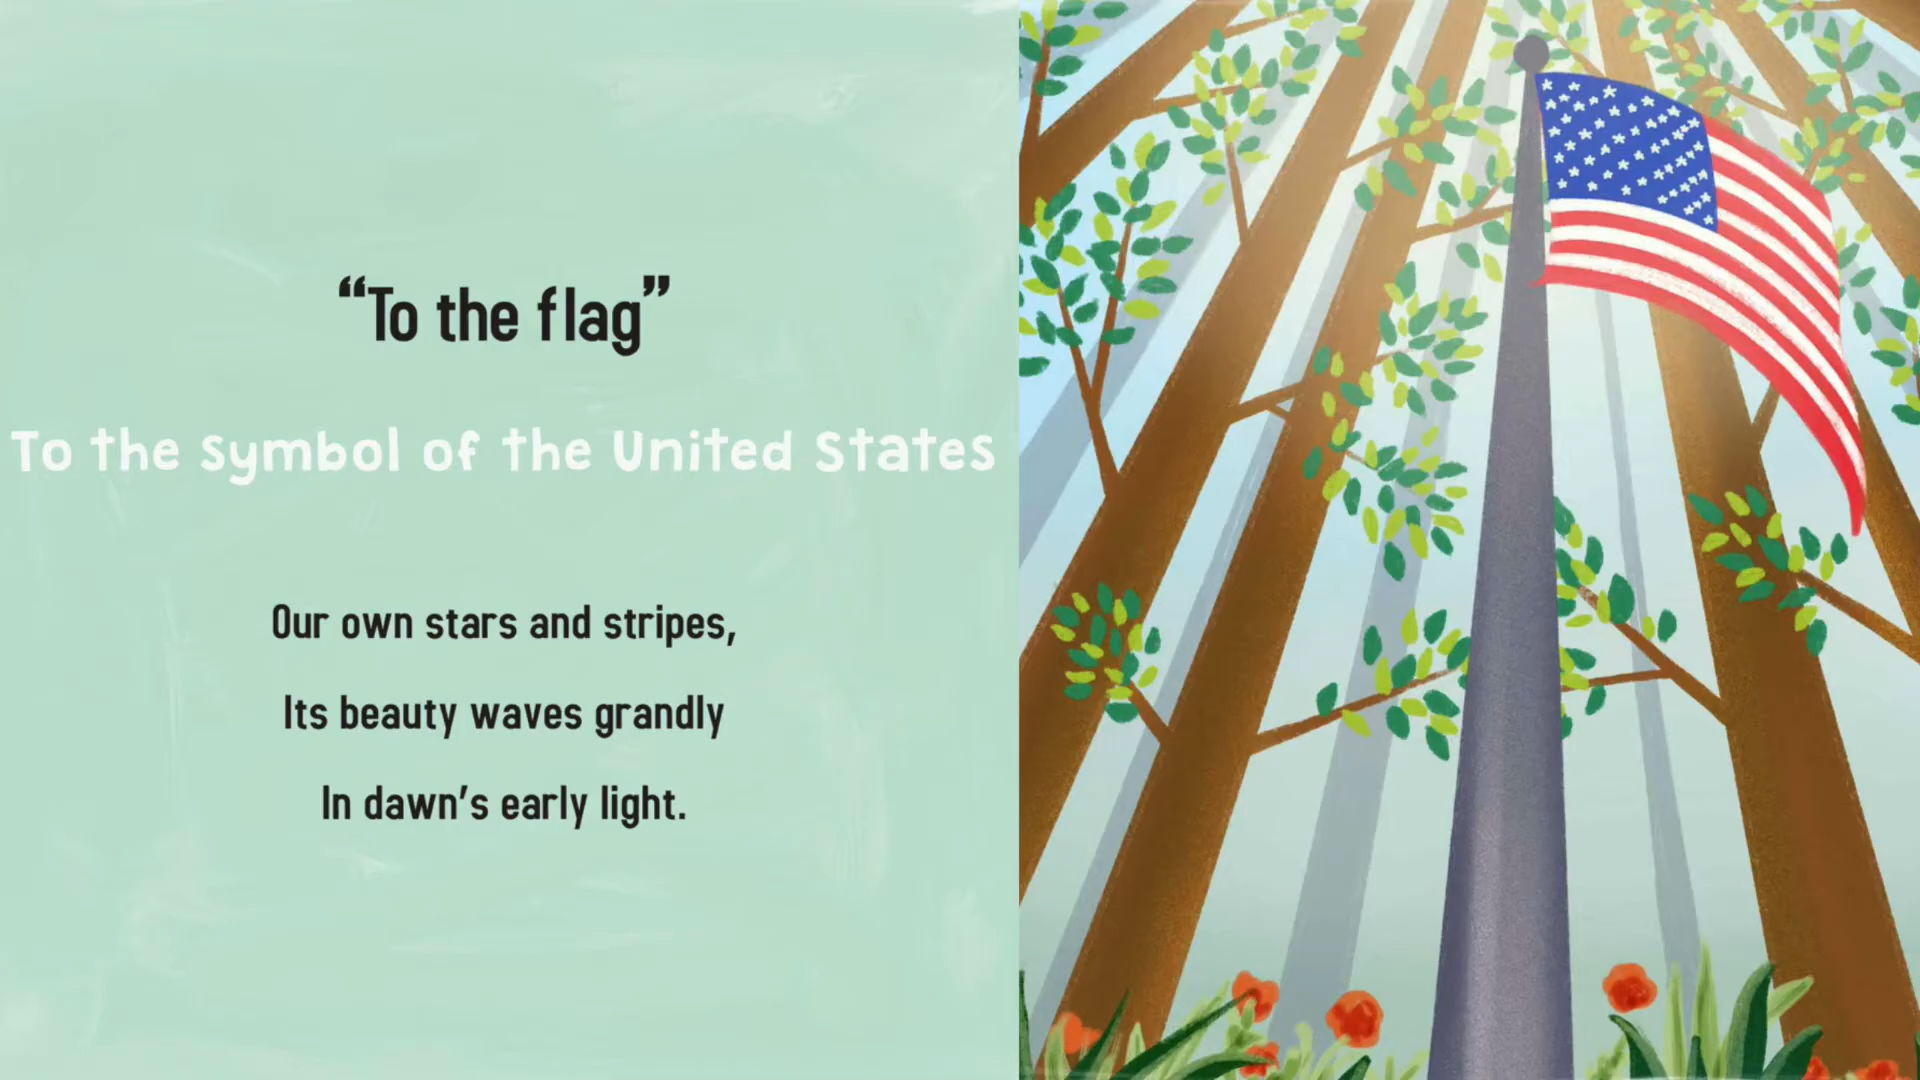 “To the flag”
To the symbol of the United States
Our own stars and stripes,
Its beauty waves grandly
In dawn’s early light.